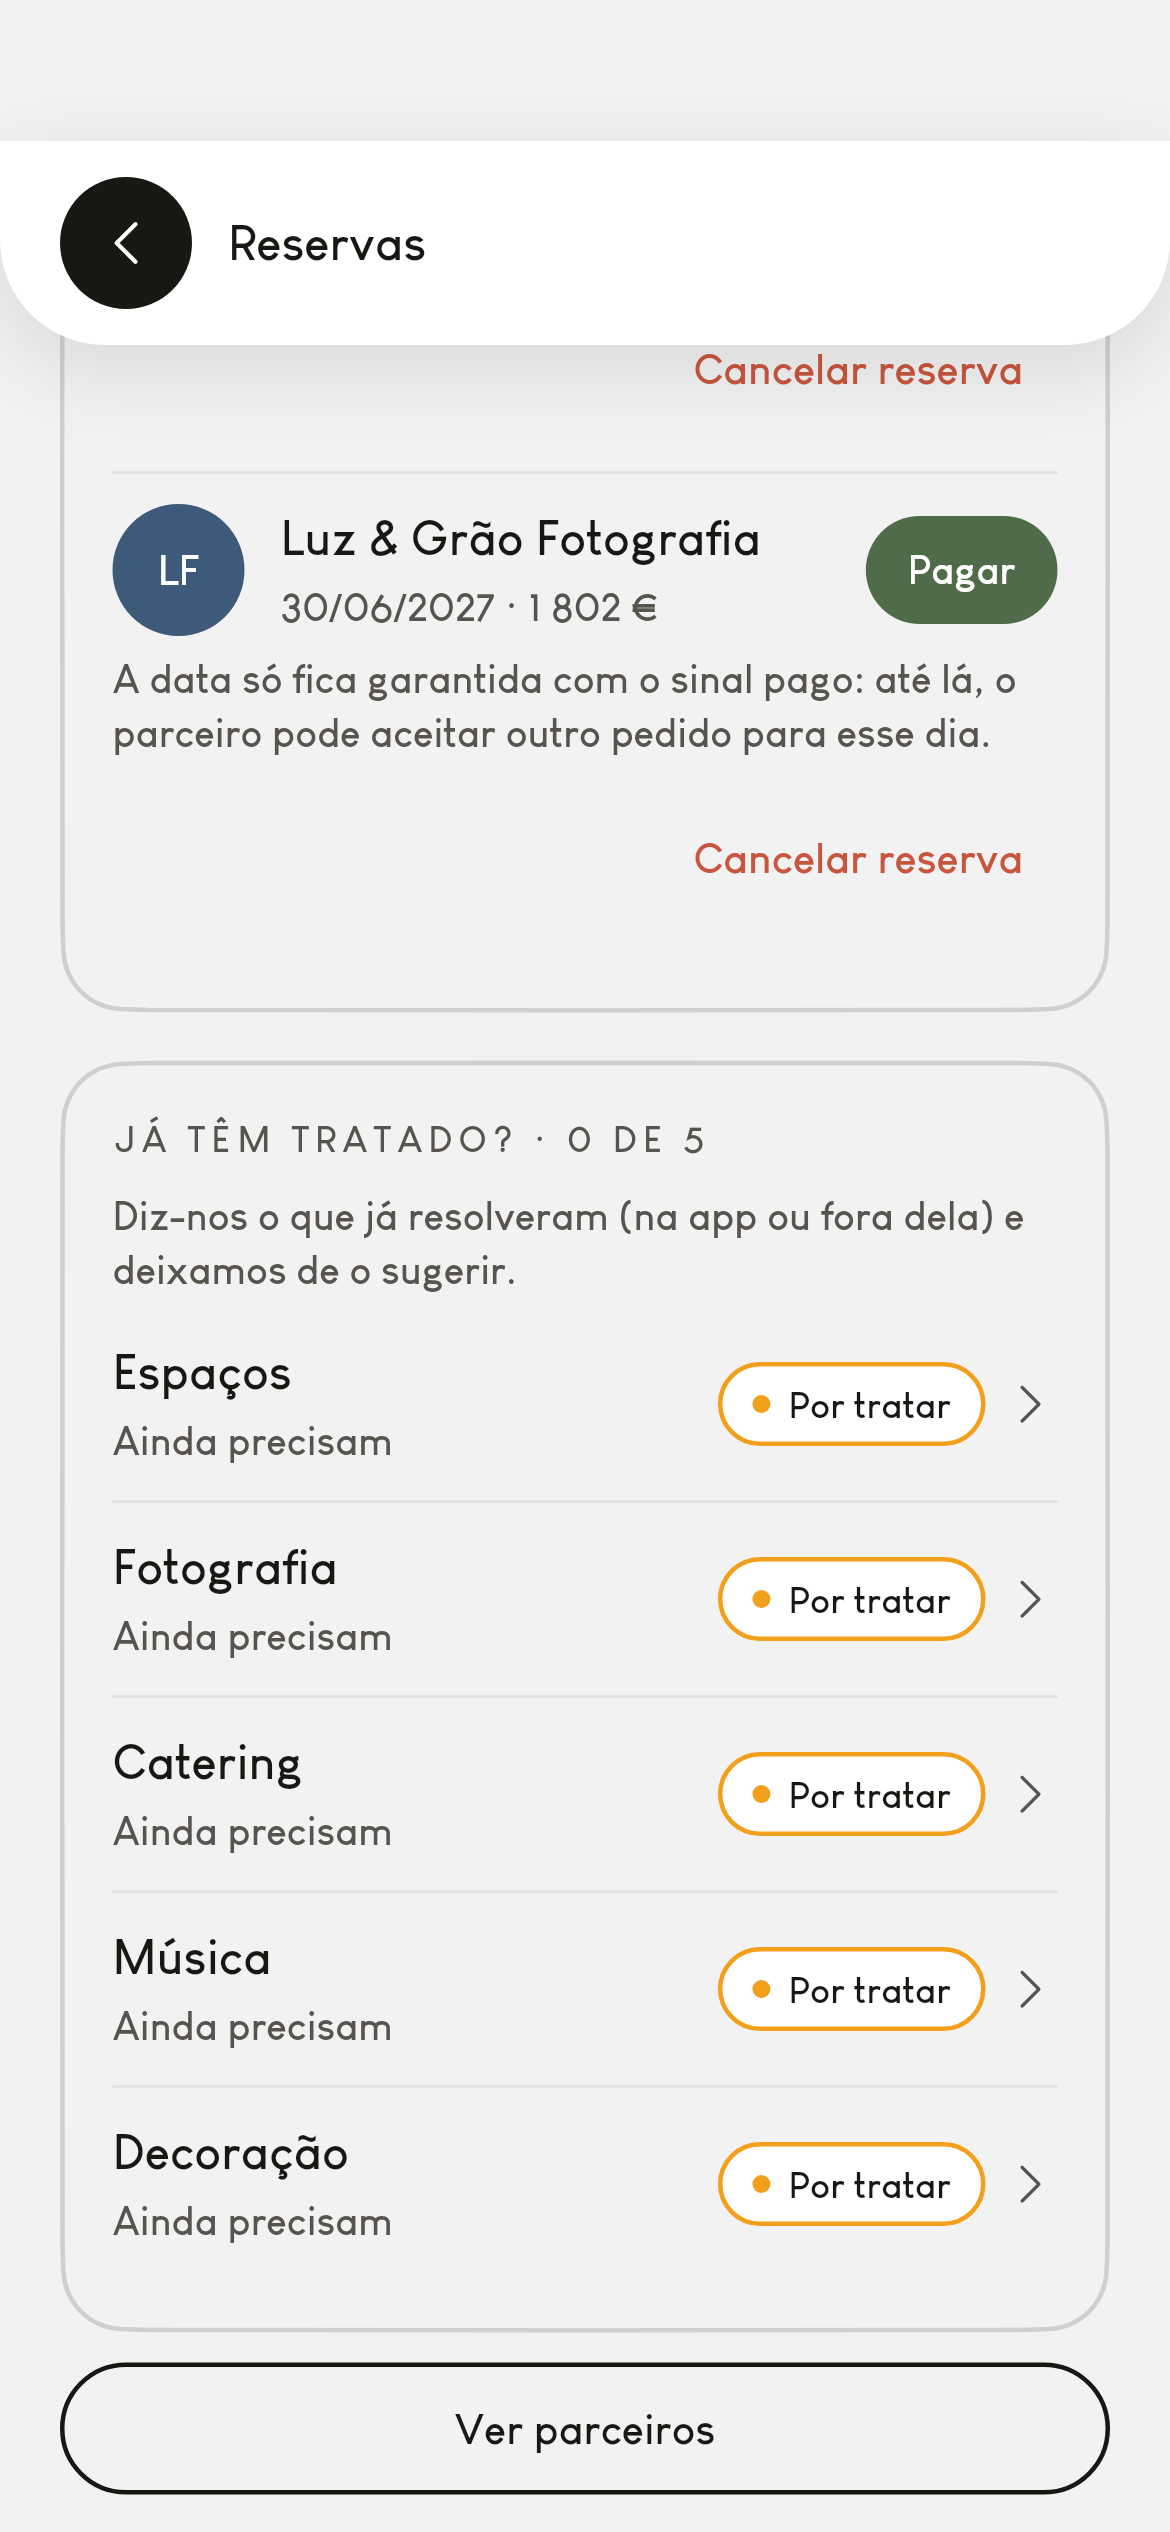 Reservas
Cancelar reserva
LF
Luz & Grão Fotografia
30/06/2027 · 1 802 €
Pagar
A data só fica garantida com o sinal pago: até lá, o
parceiro pode aceitar outro pedido para esse dia.
Cancelar reserva
JÁ TÊM TRATADO? · 0 DE 5
Diz-nos o que já resolveram (na app ou fora dela) e
deixamos de o sugerir.
Espaços
Ainda precisam
Por tratar
Fotografia
Ainda precisam
Por tratar
Catering
Ainda precisam
Por tratar
Música
Ainda precisam
Por tratar
Decoração
Ainda precisam
Por tratar
Ver parceiros